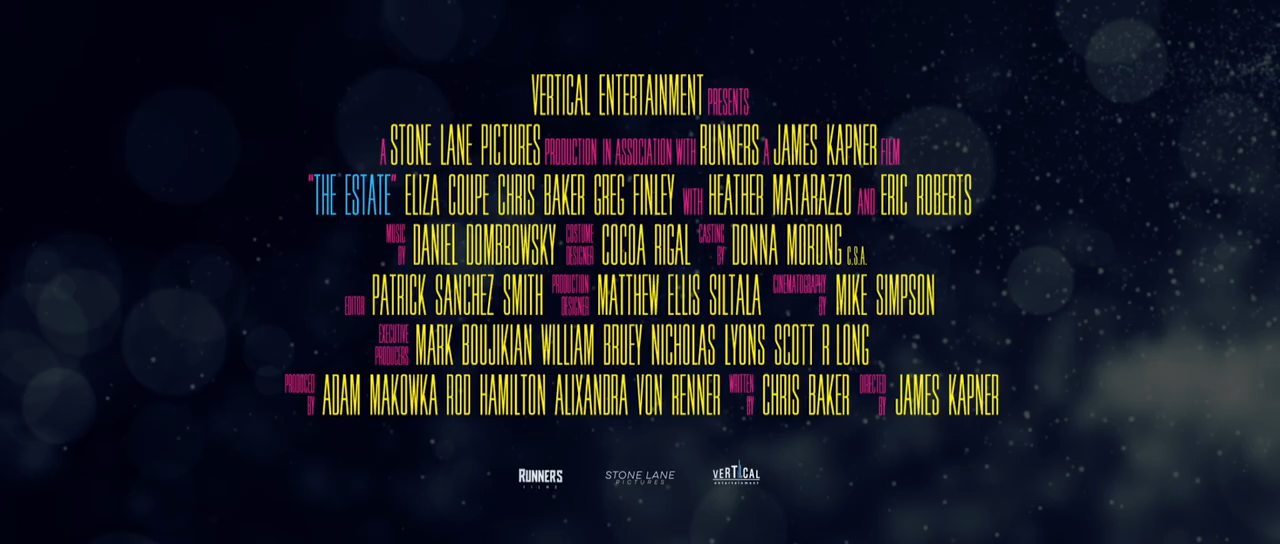 VERTICAL ENTERTAINMENT PRESENTS
A STONE LANE PICTURES PRODUCTION IN ASSOCIATION WITH RUNNERS A JAMES KAPNER FILM
"THE ESTATE" ELIZA COUPE CHRIS BAKER GREG FINLEY WITH HEATHER MATARAZZO AND ERIC ROBERTS
MUSIC BY DANIEL DOMBROWSKY COSTUME DESIGNER COCOA RIGAL CASTING BY DONNA MORONG C.S.A.
EDITOR PATRICK SANCHEZ SMITH PRODUCTION DESIGNER MATTHEW ELLIS SILTALA CINEMATOGRAPHY BY MIKE SIMPSON
EXECUTIVE PRODUCERS MARK BOUJIKIAN WILLIAM BRUEY NICHOLAS LYONS SCOTT R LONG
PRODUCED BY ADAM MAKOWKA ROD HAMILTON ALIXANDRA VON RENNER WRITTEN BY CHRIS BAKER DIRECTED BY JAMES KAPNER
RUNNERS FILMS STONE LANE PICTURES VERTICAL entertainment